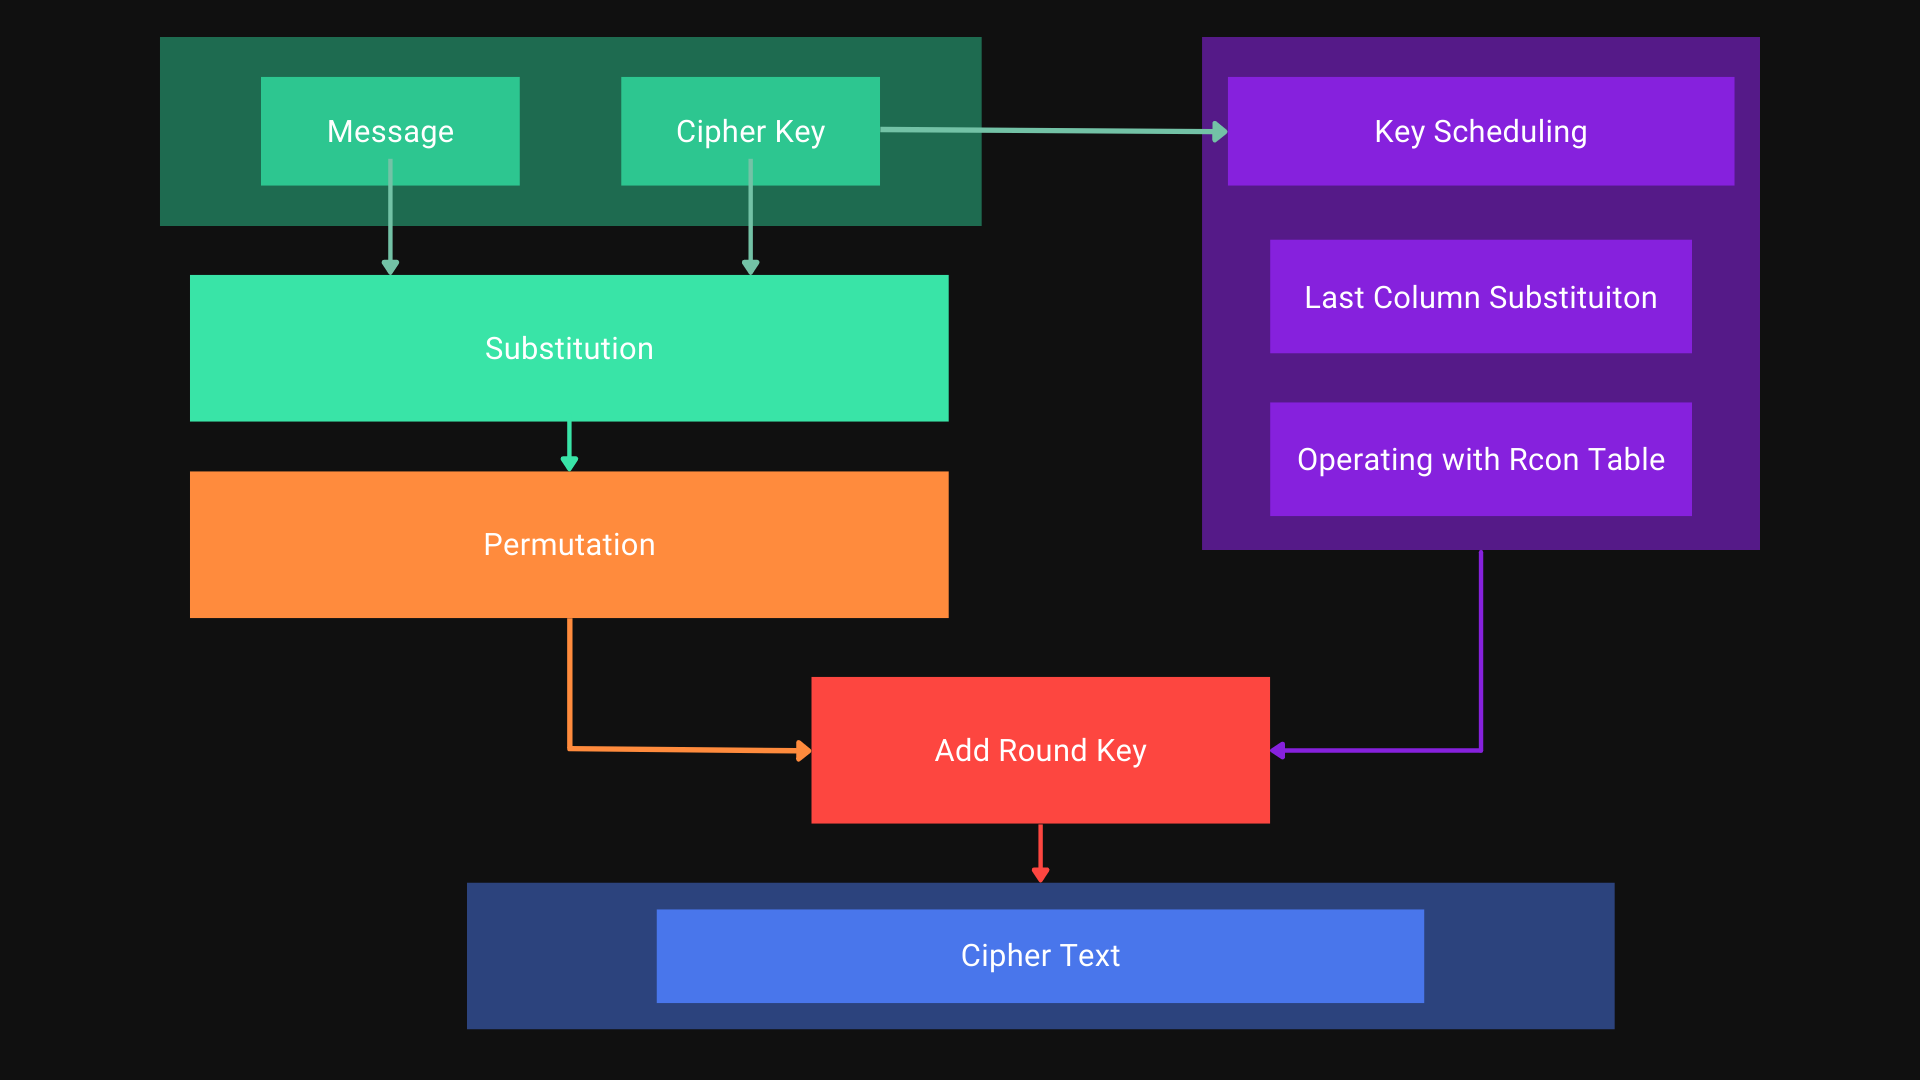 Message
Cipher Key
Key Scheduling
Last Column Substituiton
Substitution
Operating with Rcon Table
Permutation
Add Round Key
Cipher Text